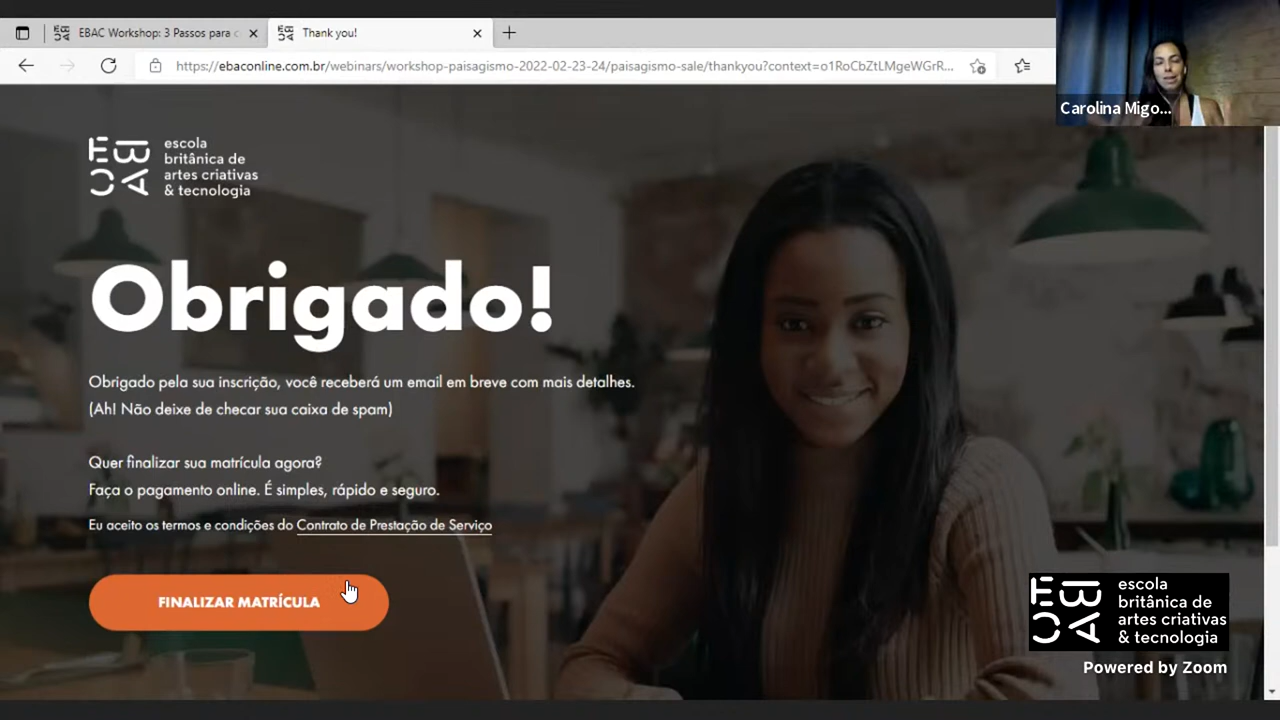 EBAC Workshop: 3 Passos para c
Thank you!
https://ebaconline.com.br/webinars/workshop-paisagismo-2022-02-23-24/paisagismo-sale/thankyou?context=o1RoCbZtLMgeWGrR...
Carolina Migo...
EBAC
escola
britânica de
artes criativas
& tecnologia
Obrigado!
Obrigado pela sua inscrição, você receberá um email em breve com mais detalhes.
(Ah! Não deixe de checar sua caixa de spam)
Quer finalizar sua matrícula agora?
Faça o pagamento online. É simples, rápido e seguro.
Eu aceito os termos e condições do Contrato de Prestação de Serviço
FINALIZAR MATRÍCULA
EBAC
escola
britânica de
artes criativas
& tecnologia
Powered by Zoom